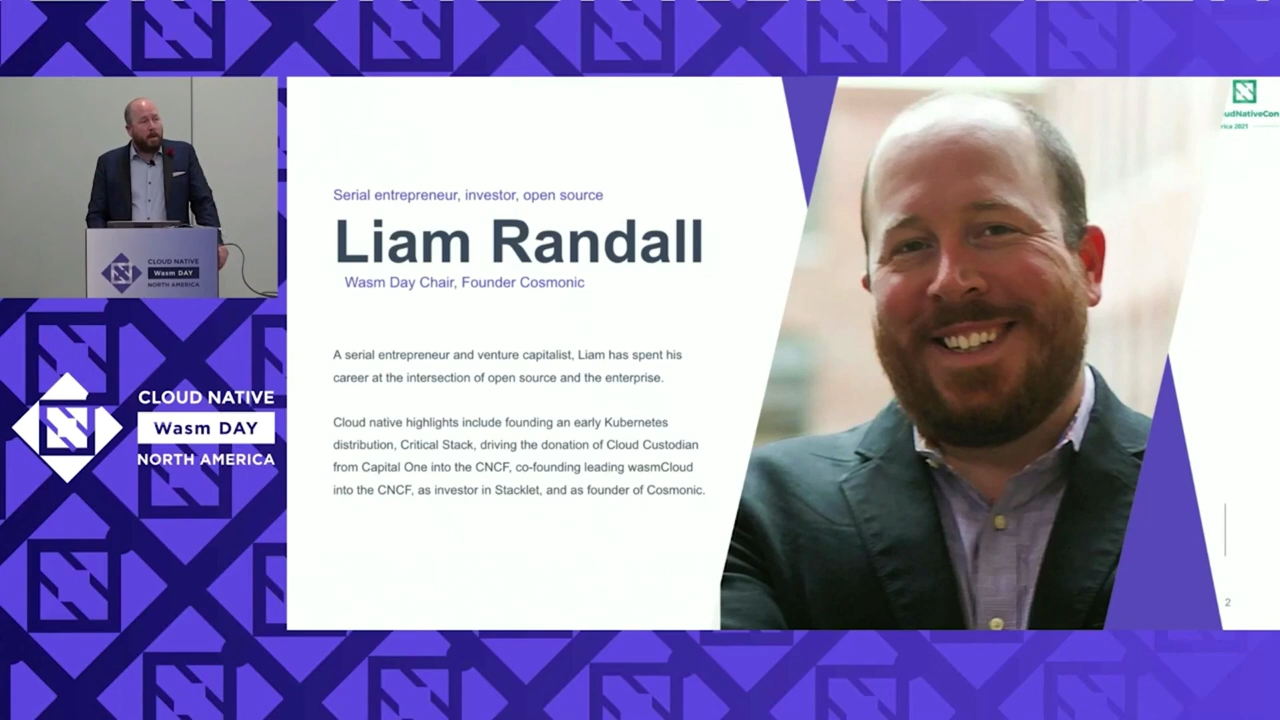 CLOUD NATIVE
Wasm DAY
NORTH AMERICA
CLOUD NATIVE
Wasm DAY
NORTH AMERICA
Serial entrepreneur, investor, open source
Liam Randall
Wasm Day Chair, Founder Cosmonic
A serial entrepreneur and venture capitalist, Liam has spent his
career at the intersection of open source and the enterprise.
Cloud native highlights include founding an early Kubernetes
distribution, Critical Stack, driving the donation of Cloud Custodian
from Capital One into the CNCF, co-founding leading wasmCloud
into the CNCF, as investor in Stacklet, and as founder of Cosmonic.
udNativeCon
rica 2021
2